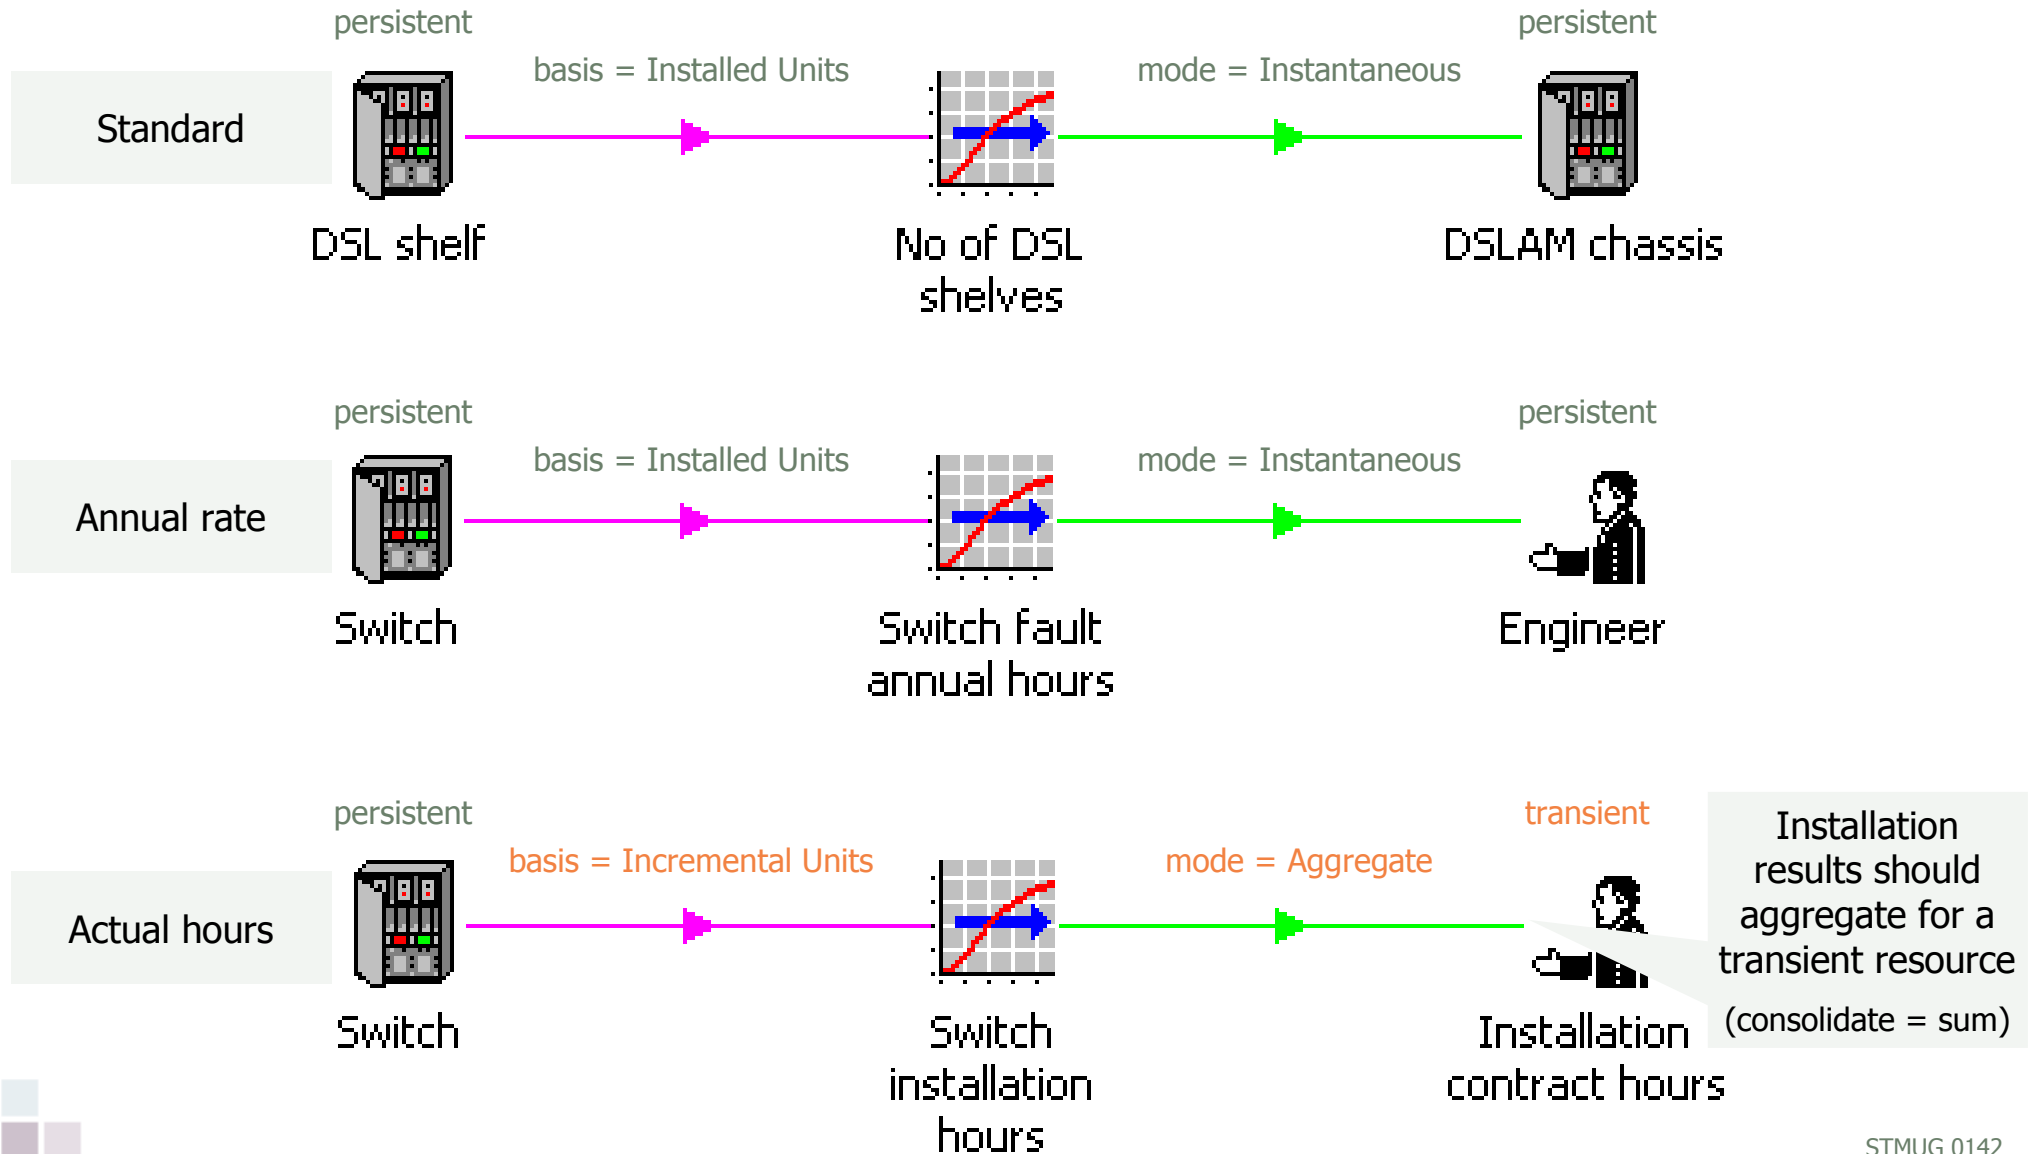 persistent
persistent
basis = Installed Units
mode = Instantaneous
Standard
DSL shelf
No of DSL
shelves
DSLAM chassis
persistent
persistent
basis = Installed Units
mode = Instantaneous
Annual rate
Switch
Switch fault
annual hours
Engineer
persistent
transient
basis = Incremental Units
mode = Aggregate
Actual hours
Switch
Switch
installation
hours
Installation
contract hours
Installation
results should
aggregate for a
transient resource
(consolidate = sum)
STMUG 0142